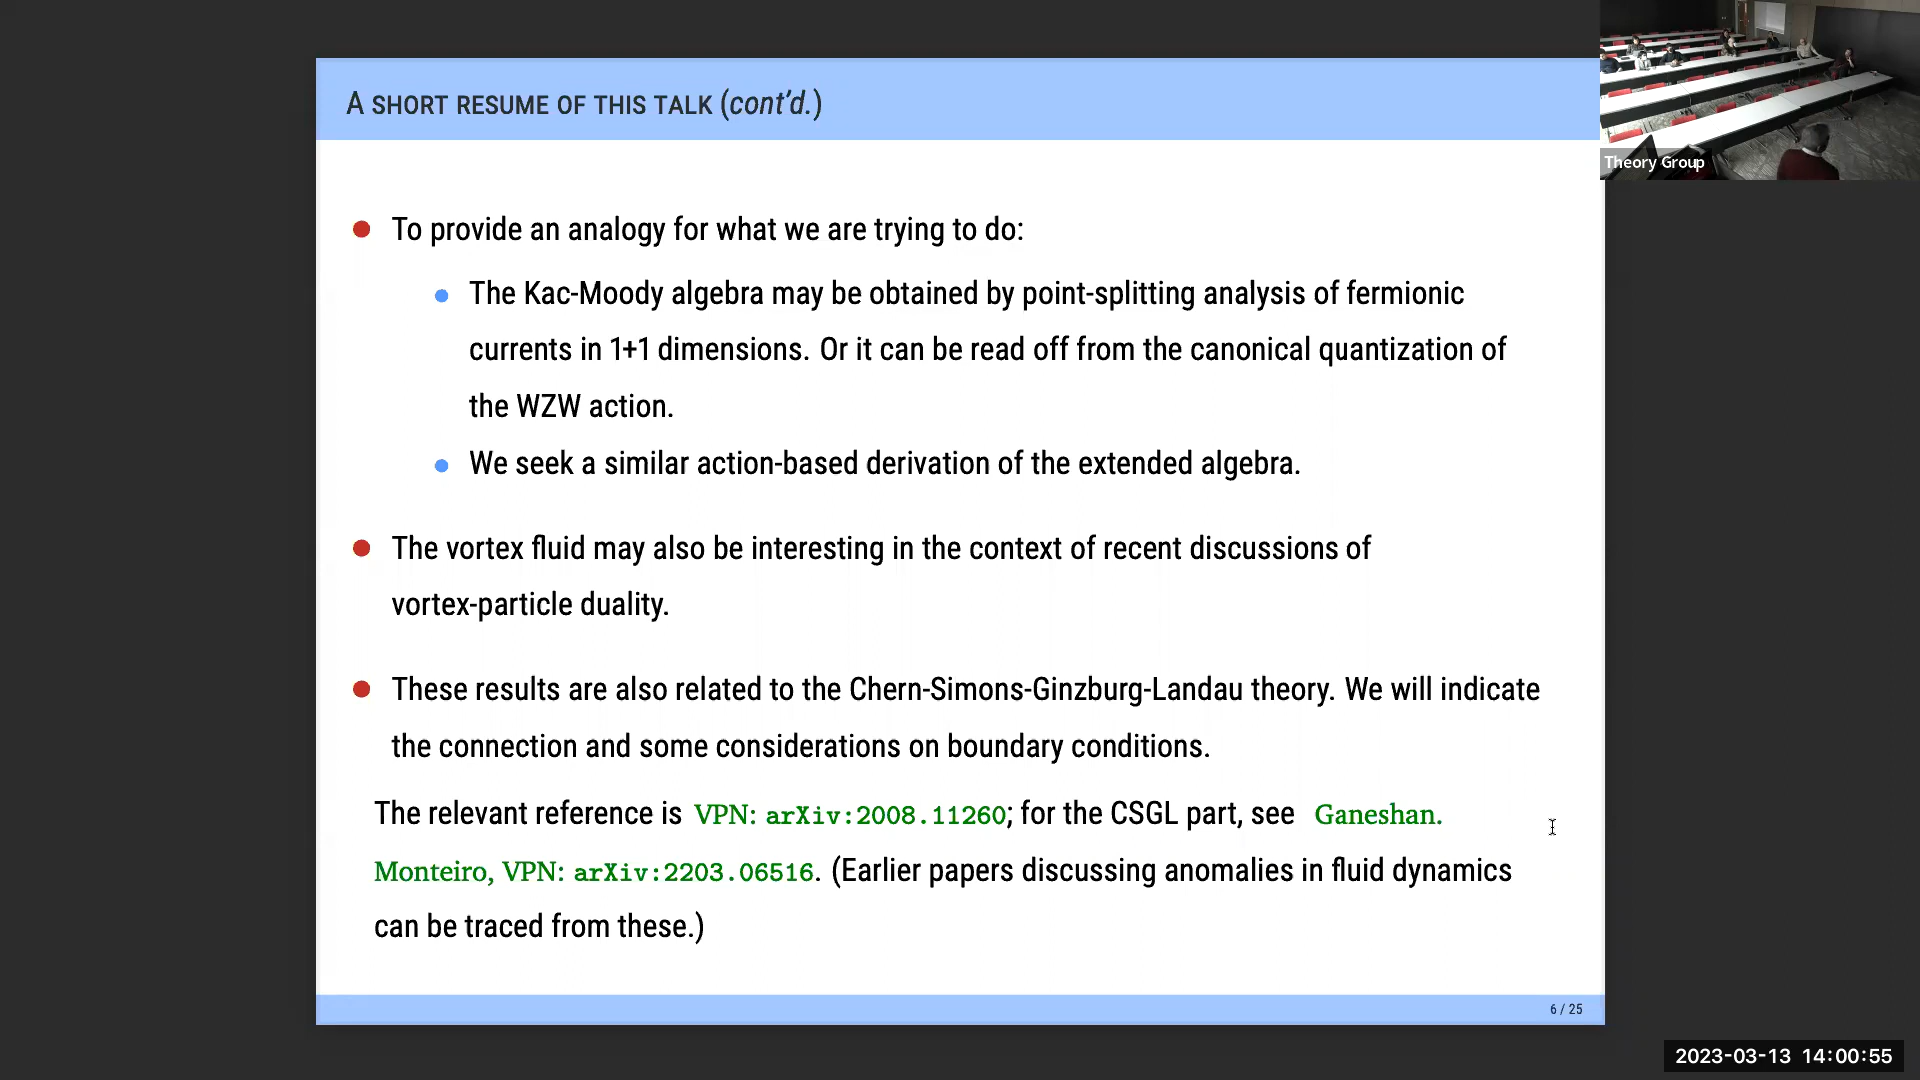 A SHORT RESUME OF THIS TALK (cont'd.)
Theory Group
To provide an analogy for what we are trying to do:
The Kac-Moody algebra may be obtained by point-splitting analysis of fermionic
currents in 1+1 dimensions. Or it can be read off from the canonical quantization of
the WZW action.
We seek a similar action-based derivation of the extended algebra.
The vortex fluid may also be interesting in the context of recent discussions of
vortex-particle duality.
These results are also related to the Chern-Simons-Ginzburg-Landau theory. We will indicate
the connection and some considerations on boundary conditions.
The relevant reference is VPN: arXiv:2008.11260; for the CSGL part, see Ganeshan.
Monteiro, VPN: arXiv:2203.06516. (Earlier papers discussing anomalies in fluid dynamics
can be traced from these.)
6 / 25
2023-03-13 14:00:55